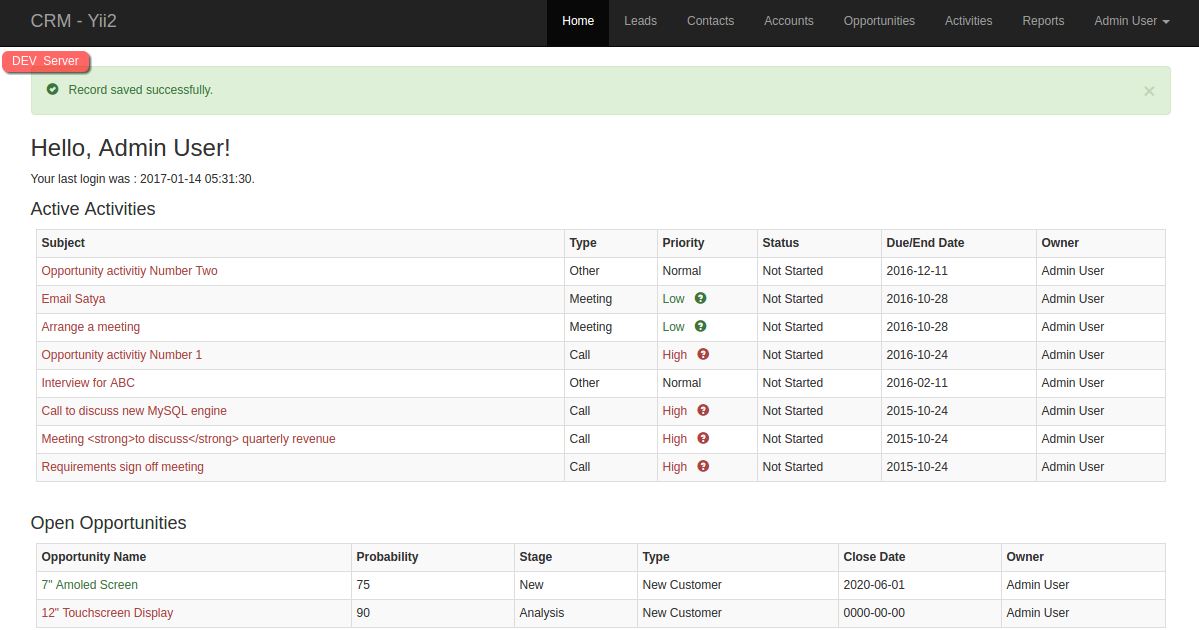 CRM - Yii2 Home Leads Contacts Accounts Opportunities Activities Reports Admin User
DEV Server
Record saved successfully. ×
Hello, Admin User!
Your last login was : 2017-01-14 05:31:30.
Active Activities
Subject Type Priority Status Due/End Date Owner
Opportunity activitiy Number Two Other Normal Not Started 2016-12-11 Admin User
Email Satya Meeting Low Not Started 2016-10-28 Admin User
Arrange a meeting Meeting Low Not Started 2016-10-28 Admin User
Opportunity activitiy Number 1 Call High Not Started 2016-10-24 Admin User
Interview for ABC Other Normal Not Started 2016-02-11 Admin User
Call to discuss new MySQL engine Call High Not Started 2015-10-24 Admin User
Meeting <strong>to discuss</strong> quarterly revenue Call High Not Started 2015-10-24 Admin User
Requirements sign off meeting Call High Not Started 2015-10-24 Admin User
Open Opportunities
Opportunity Name Probability Stage Type Close Date Owner
7" Amoled Screen 75 New New Customer 2020-06-01 Admin User
12" Touchscreen Display 90 Analysis New Customer 0000-00-00 Admin User